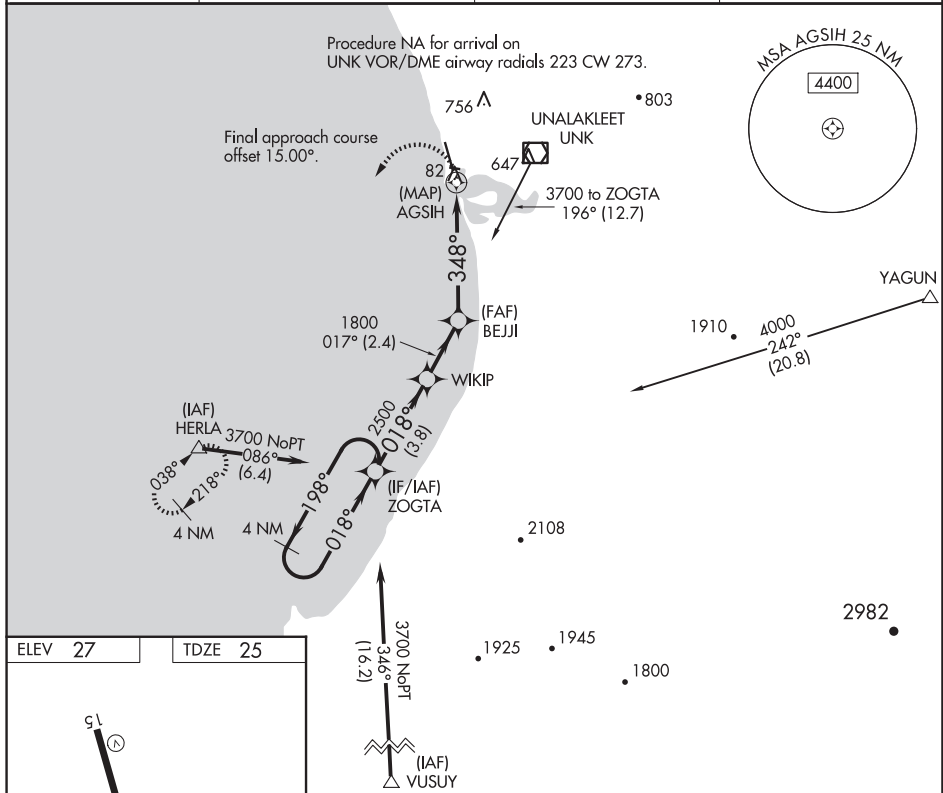 Procedure NA for arrival on
UNK VOR/DME airway radials 223 CW 273.
MSA AGSIH 25 NM
4400
756
803
UNALAKLEET
UNK
Final approach course
offset 15.00°.
82
647
(MAP)
AGSIH
3700 to ZOGTA
196° (12.7)
348°
YAGUN
(FAF)
BEJJI
1800
017° (2.4)
1910
4000
242°
(20.8)
WIKIP
2500
018°
(3.8)
(IAF)
HERLA
3700 NoPT
086°
(6.4)
038°
218°
4 NM
198°
018°
4 NM
(IF/IAF)
ZOGTA
2108
2982
3700 NoPT
346°
(16.2)
1925
1945
1800
ELEV 27
TDZE 25
15
V
(IAF)
VUSUY